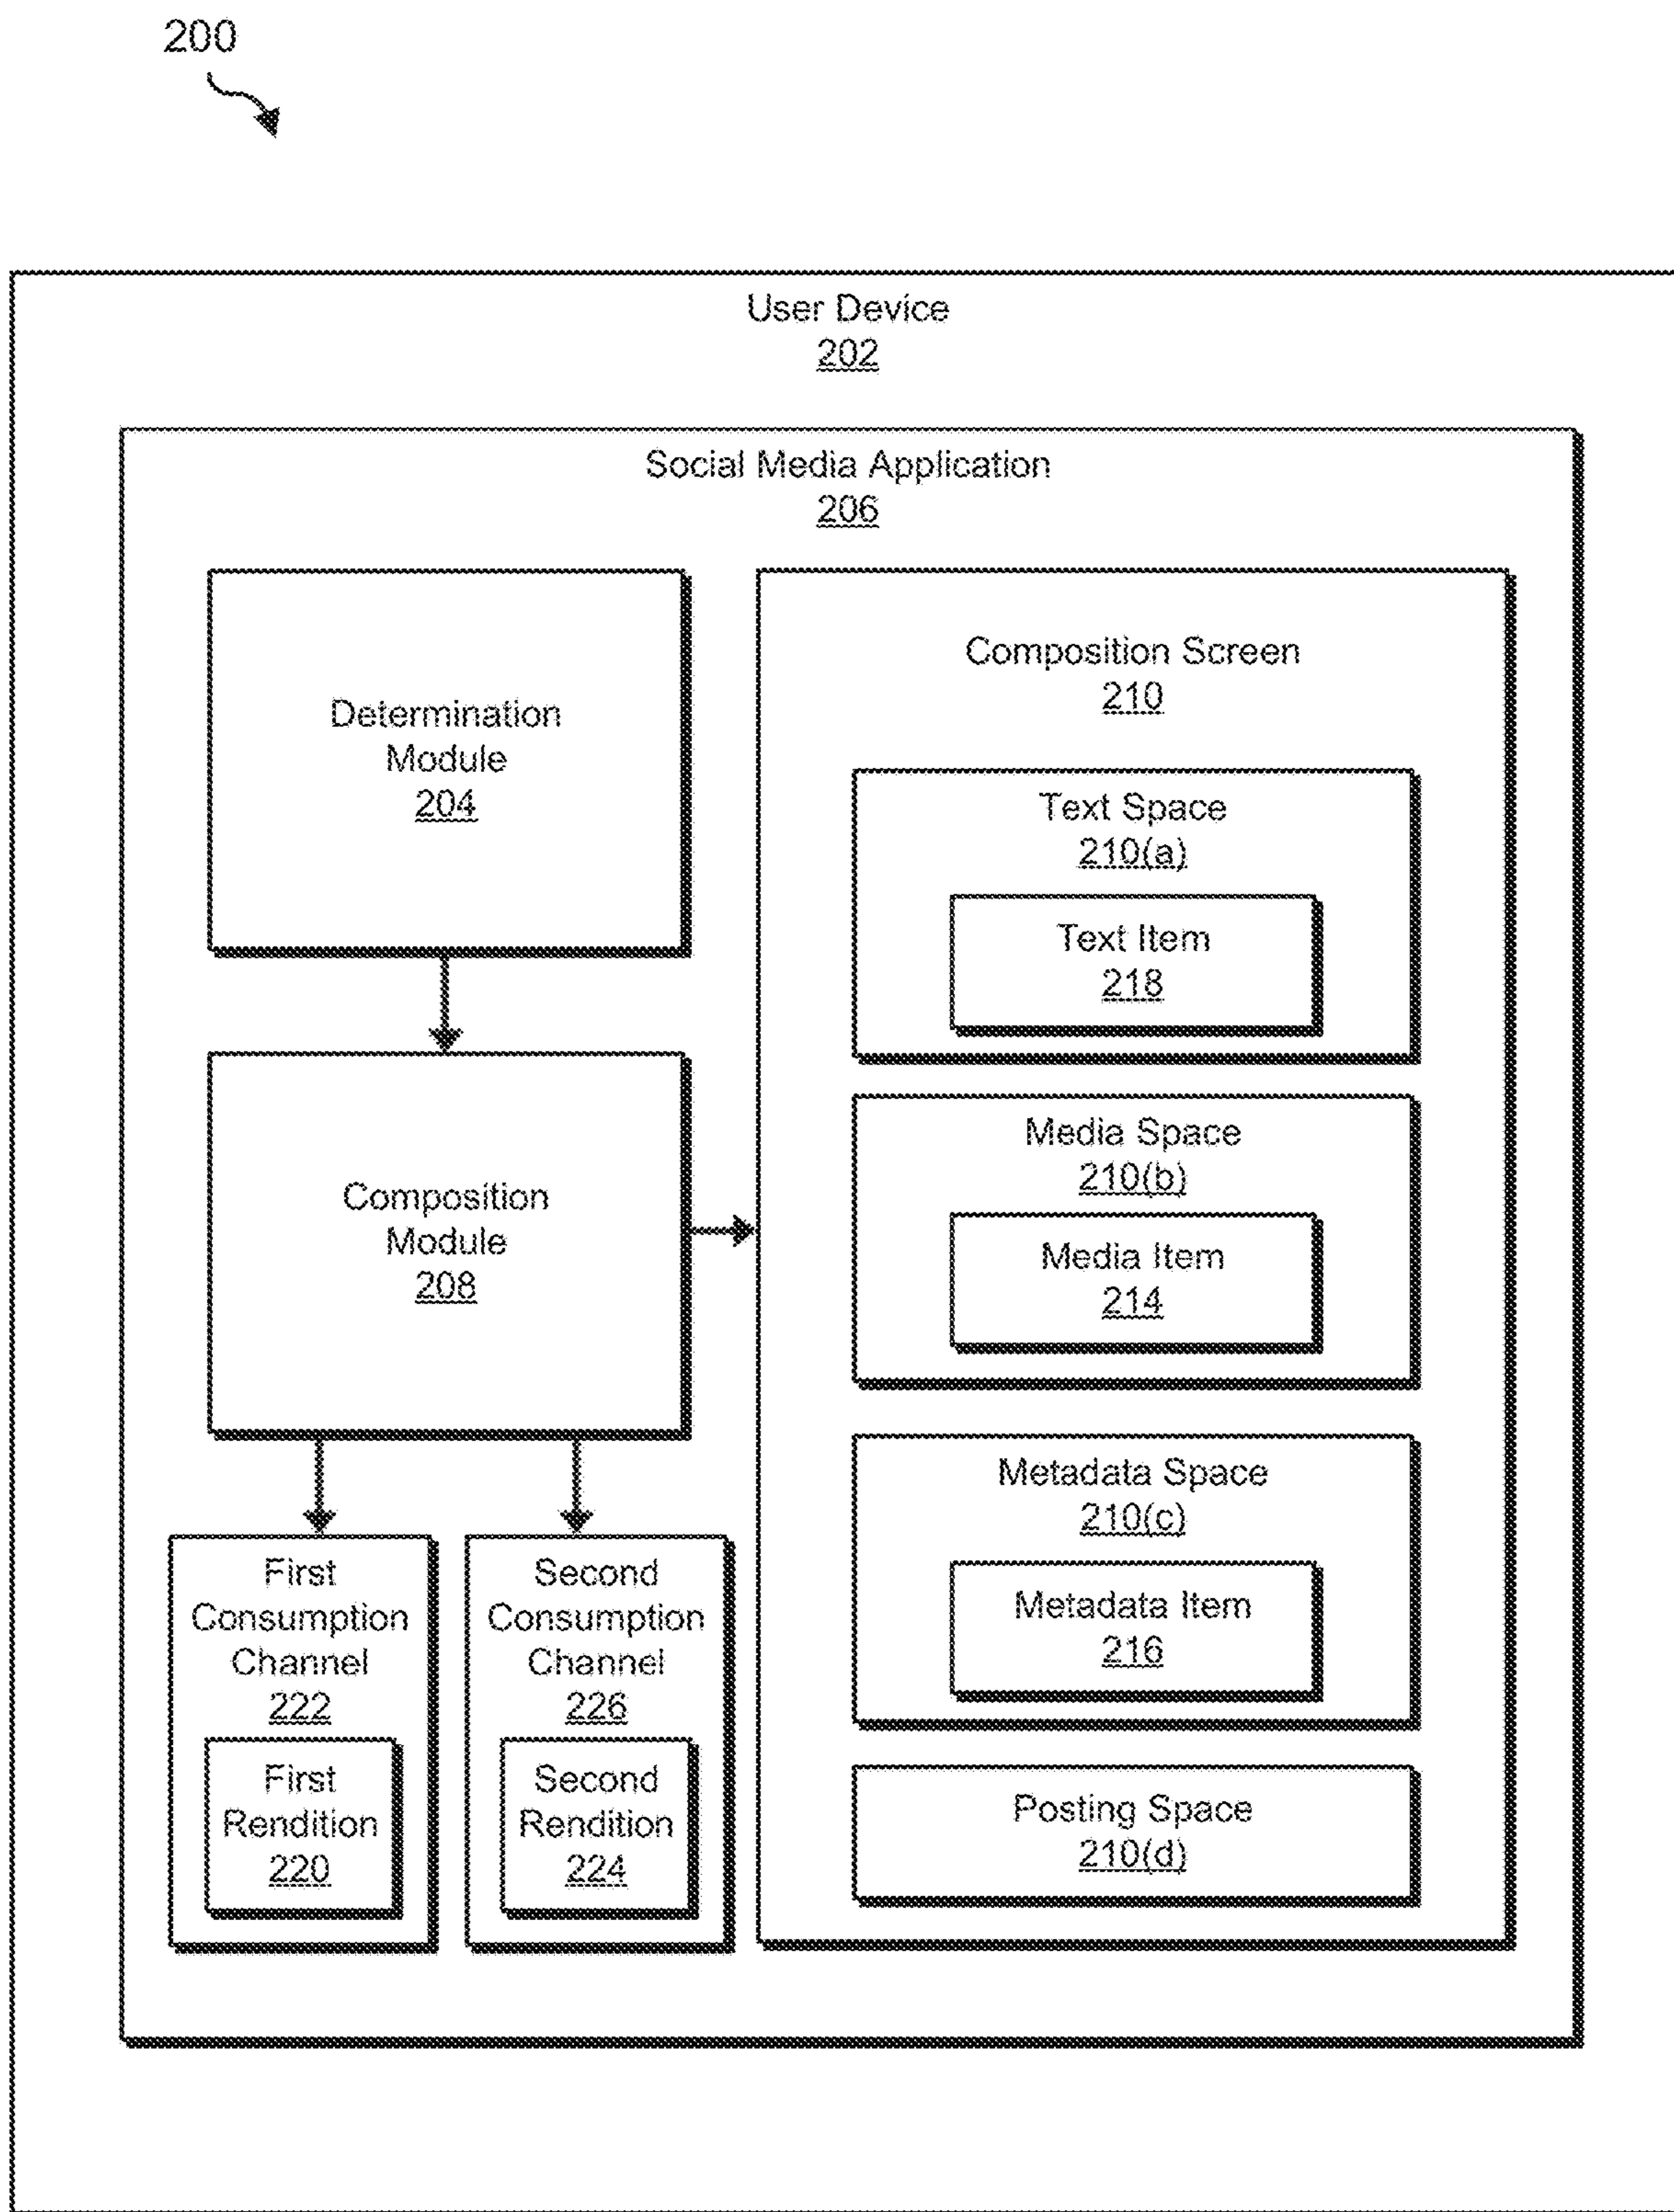 200
User Device
202
Social Media Application
206
Determination
Module
204
Composition
Module
208
First
Consumption
Channel
222
First
Rendition
220
Second
Consumption
Channel
226
Second
Rendition
224
Composition Screen
210
Text Space
210(a)
Text Item
218
Media Space
210(b)
Media Item
214
Metadata Space
210(c)
Metadata Item
216
Posting Space
210(d)